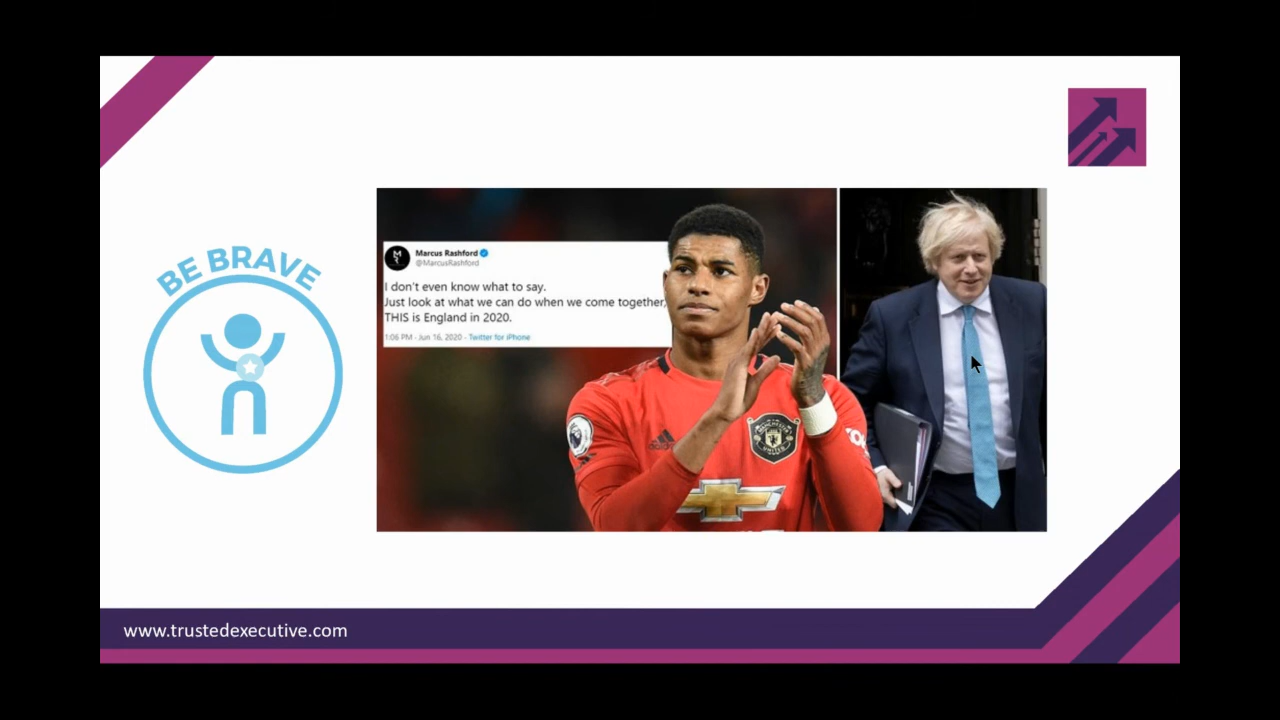 BE BRAVE
Marcus Rashford
@MarcusRashford
I don't even know what to say.
Just look at what we can do when we come together,
THIS is England in 2020.
1:06 PM - Jun 16, 2020 - Twitter for iPhone
www.trustedexecutive.com